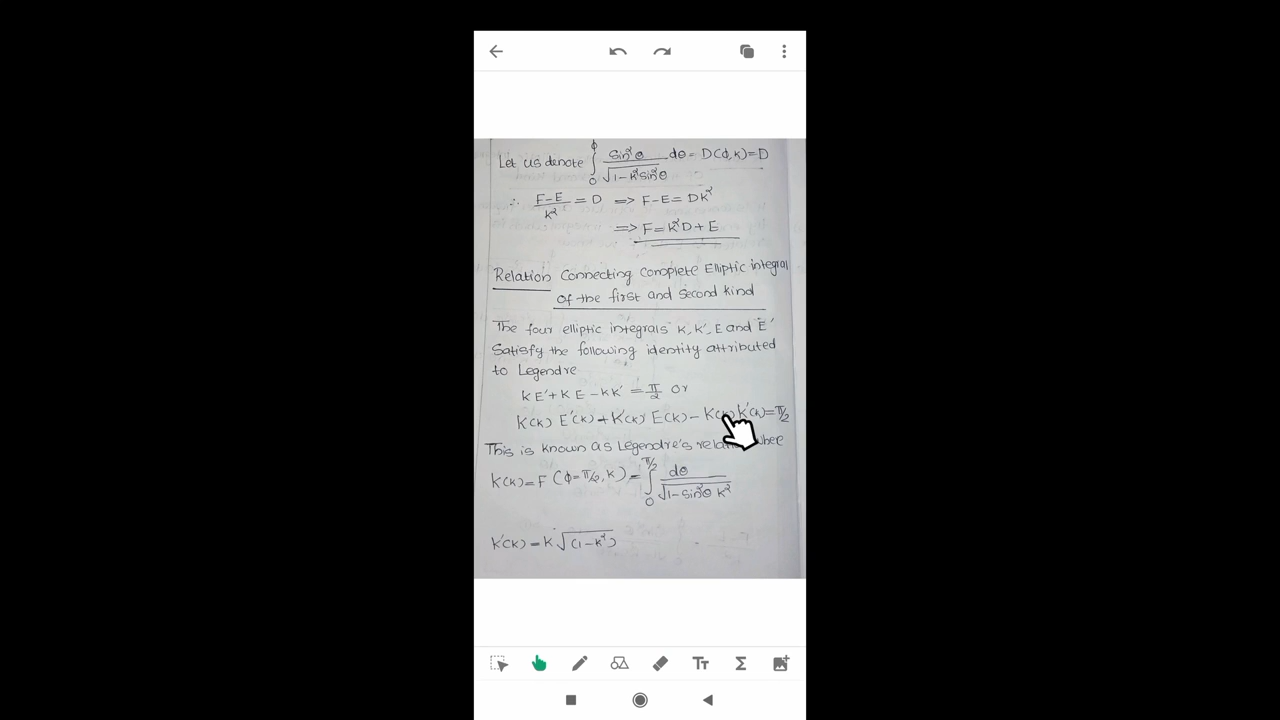 Let us denote ∫₀^ϕ sin²θ / √1-k²sin²θ dθ = D(ϕ,k)=D
∴ F-E / k² = D => F-E = Dk²
=> F = k²D + E
Relation Connecting Complete Elliptic integral
of the first and second kind
The four elliptic integrals K, K', E and E'
Satisfy the following identity attributed
to Legendre
KE' + KE - KK' = π/2 or
K(k) E'(k) + K'(k) E(k) - K(k) K'(k) = π/2
This is known as Legendre's
K(k) = F (ϕ=π/2, k) = ∫₀^π/2 dθ / √1-sin²θ k²
K'(k) = K√(1-k²)
Tт
Σ